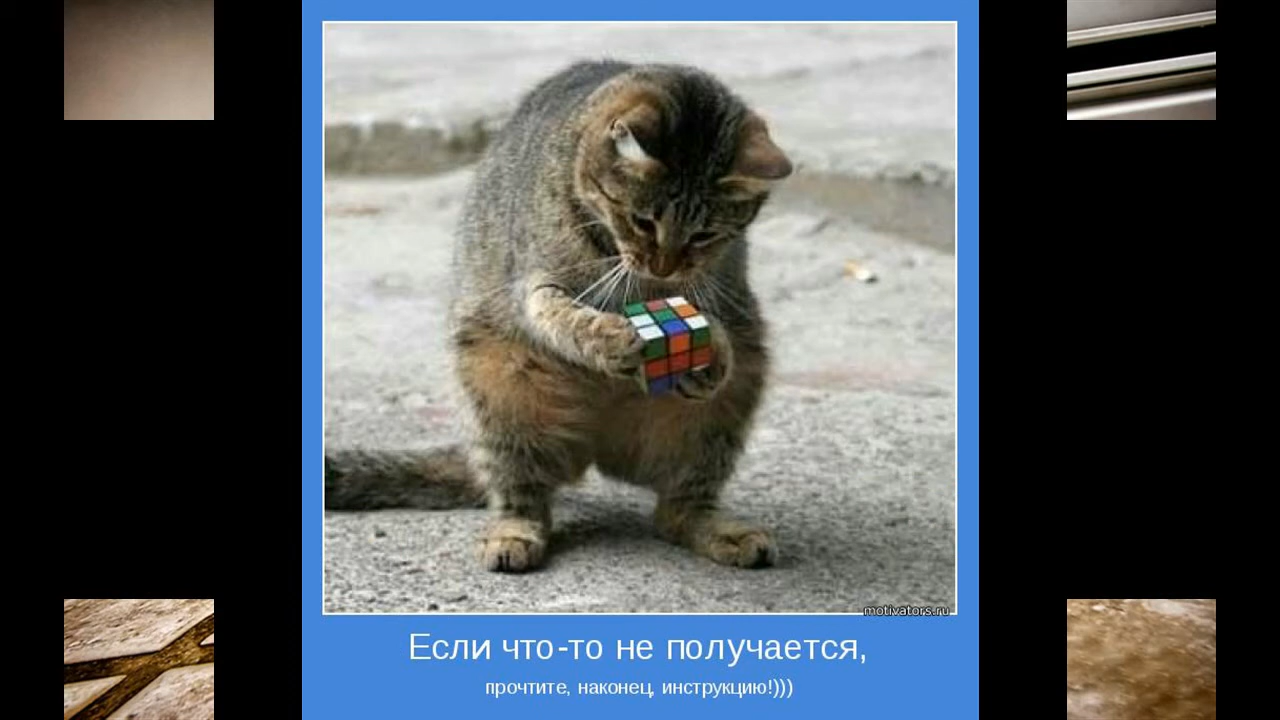 motivators.ru
Если что-то не получается,
прочтите, наконец, инструкцию!)))